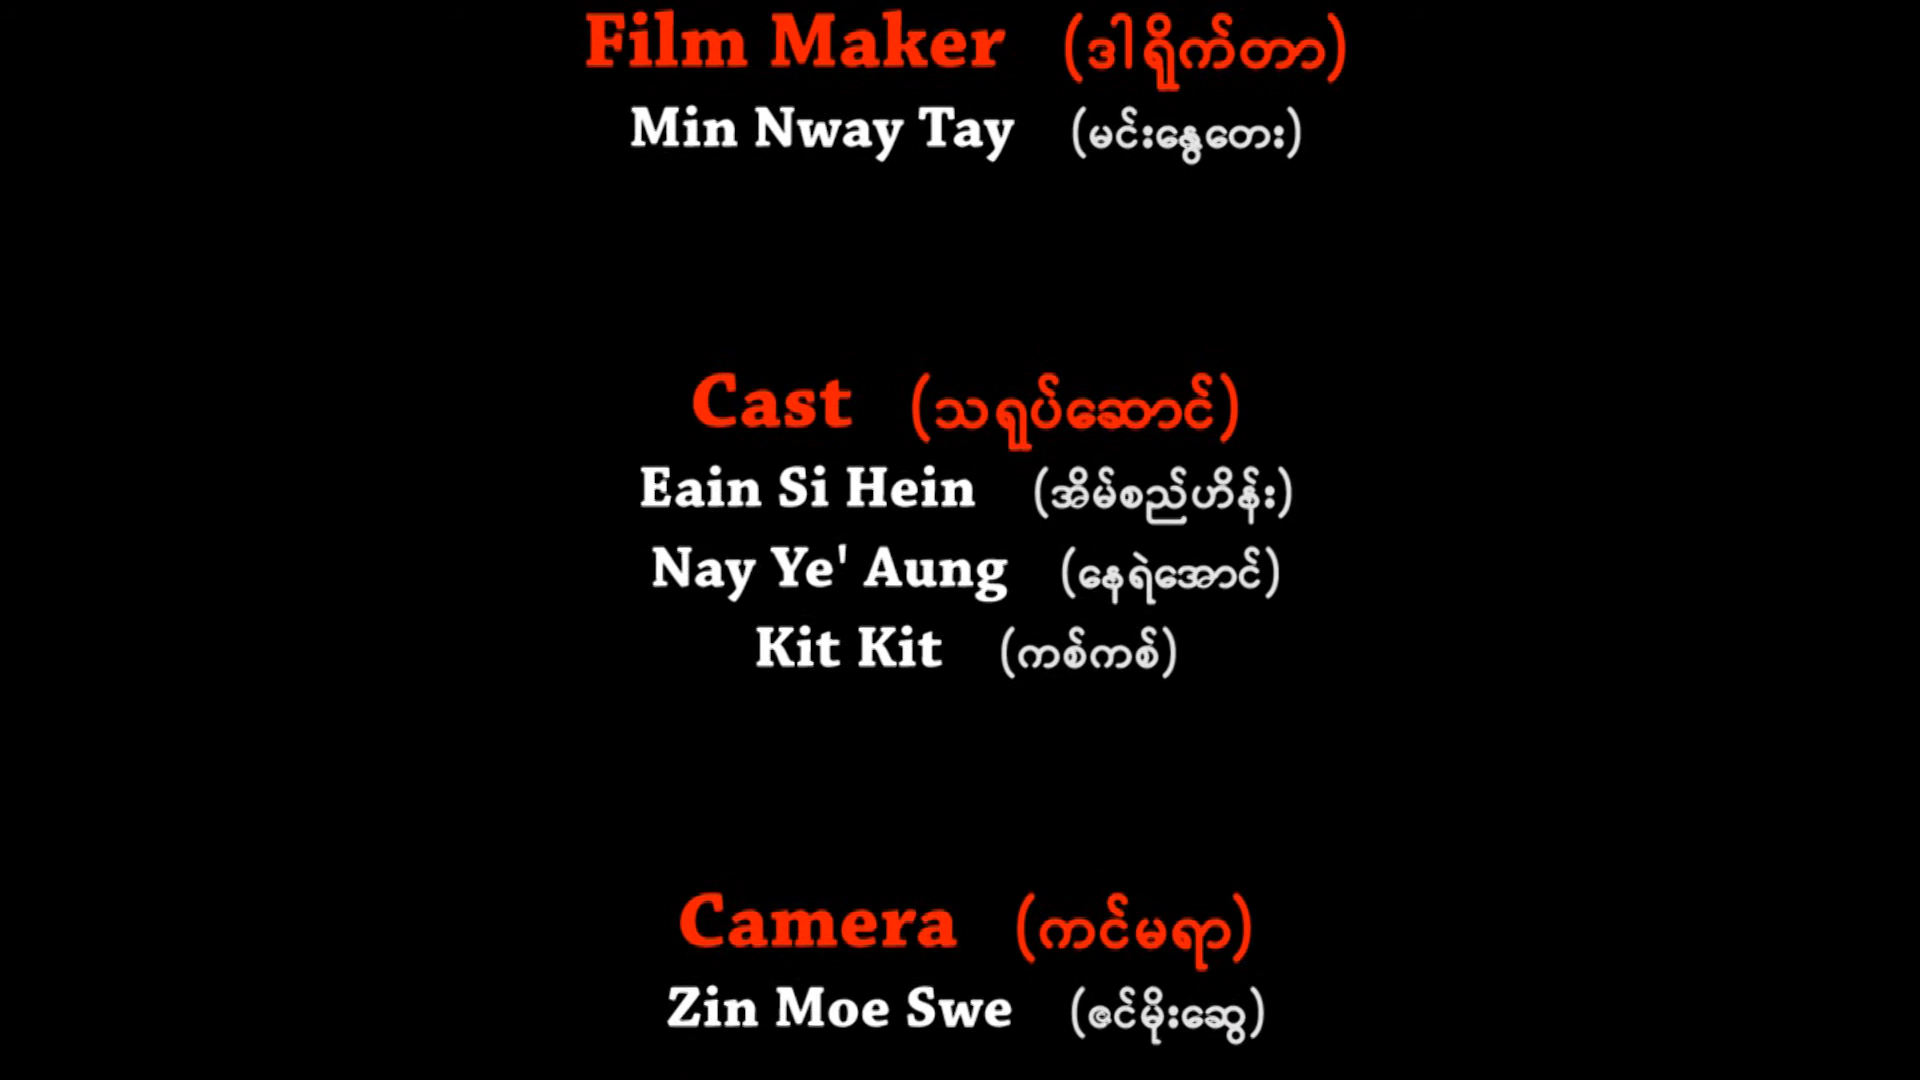 Film Maker (ဒါရိုက်တာ)
Min Nway Tay (မင်းနွေတေး)
Cast (သရုပ်ဆောင်)
Eain Si Hein (အိမ်စည်ဟိန်း)
Nay Ye' Aung (နေရဲအောင်)
Kit Kit (ကစ်ကစ်)
Camera (ကင်မရာ)
Zin Moe Swe (ဇင်မိုးဆွေ)